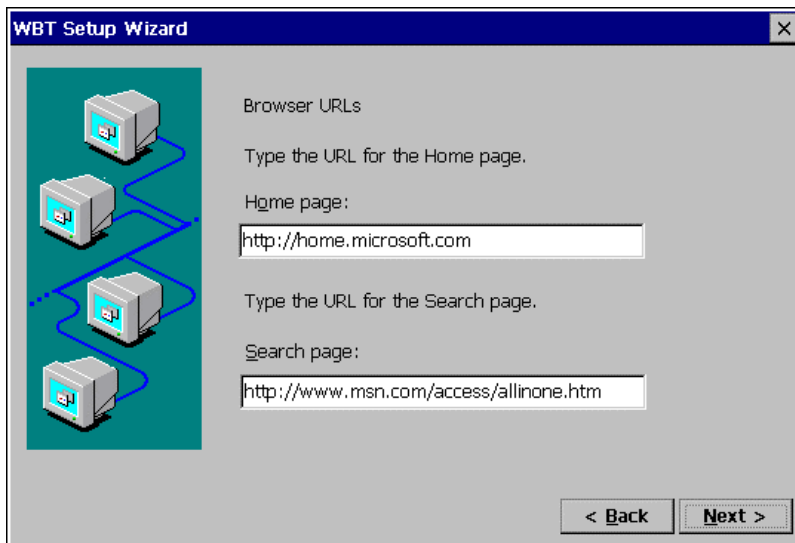 WBT Setup Wizard
Browser URLs
Type the URL for the Home page.
Home page:
http://home.microsoft.com
Type the URL for the Search page.
Search page:
http://www.msn.com/access/allinone.htm
< Back
Next >